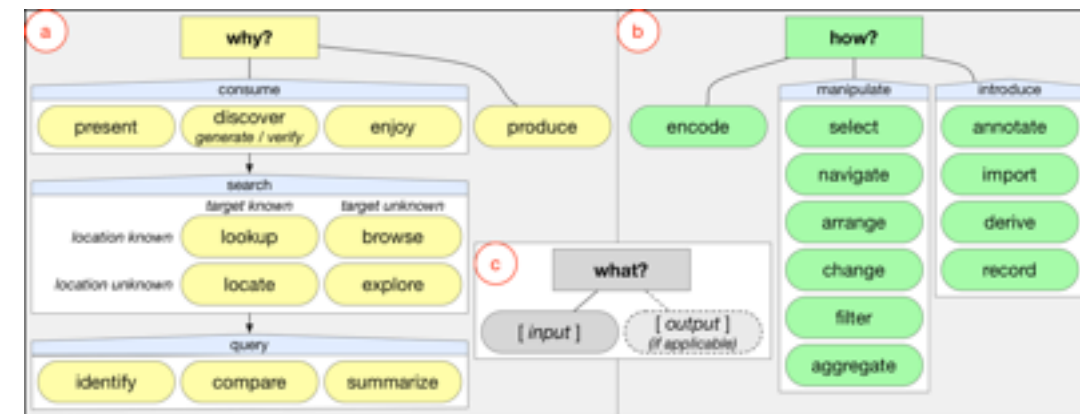 a
why?
consume
present
discover
generate / verify
enjoy
produce
search
target known
target unknown
location known
lookup
browse
location unknown
locate
explore
query
identify
compare
summarize
b
how?
encode
manipulate
select
navigate
arrange
change
filter
aggregate
introduce
annotate
import
derive
record
c
what?
[ input ]
[ output ]
(if applicable)